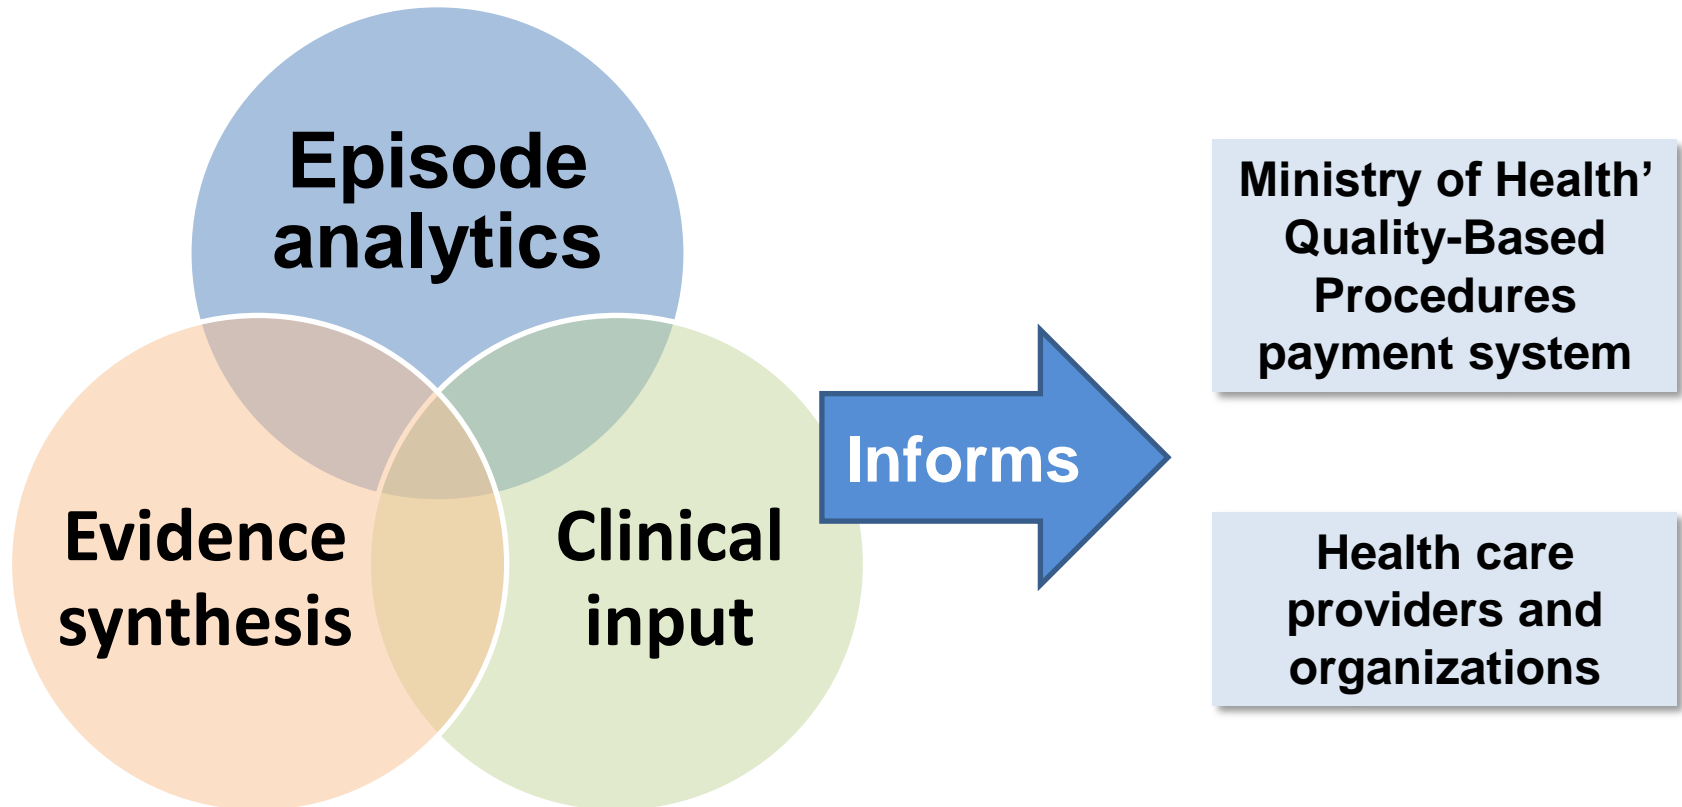 Episode
analytics
Evidence
synthesis
Clinical
input
Informs
Ministry of Health’
Quality-Based
Procedures
payment system
Health care
providers and
organizations